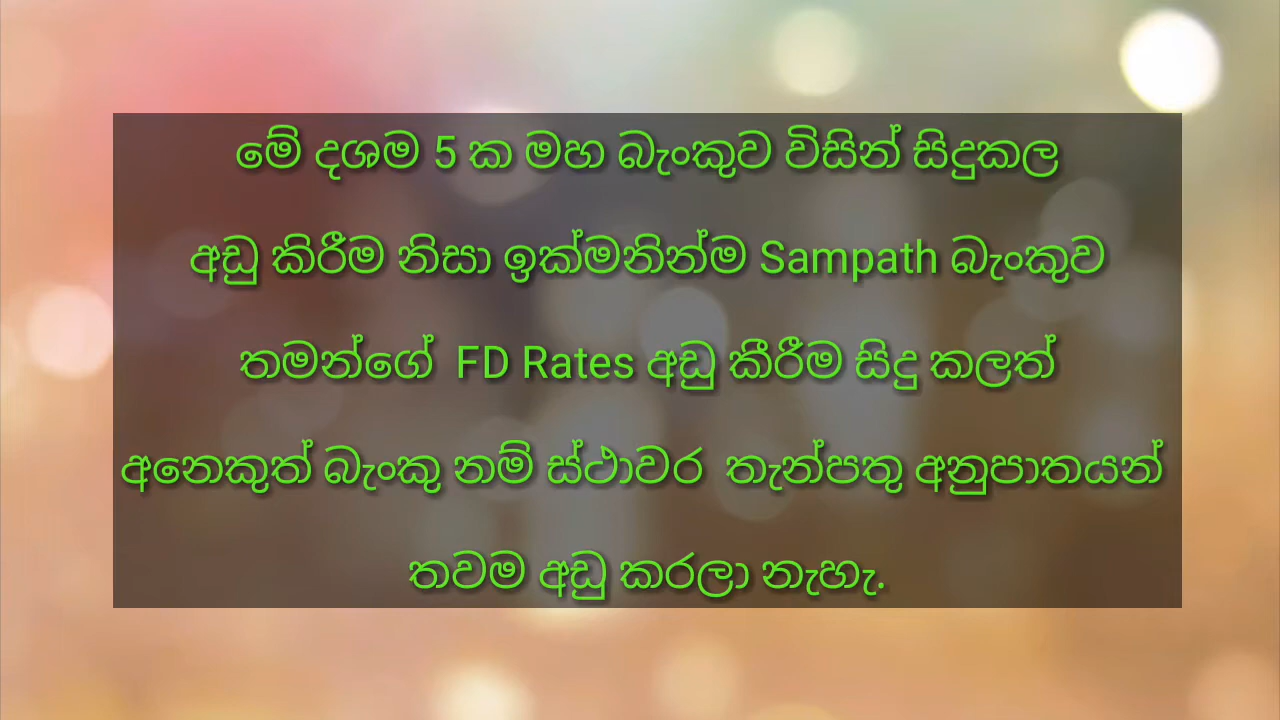 මේ දශම 5 ක මහ බැංකුව විසින් සිදුකල
අඩු කිරීම නිසා ඉක්මනින්ම Sampath බැංකුව
තමන්ගේ FD Rates අඩු කීරීම සිදු කලත්
අනෙකුත් බැංකු නම් ස්ථාවර තැන්පතු අනුපාතයන්
තවම අඩු කරලා නැහැ.